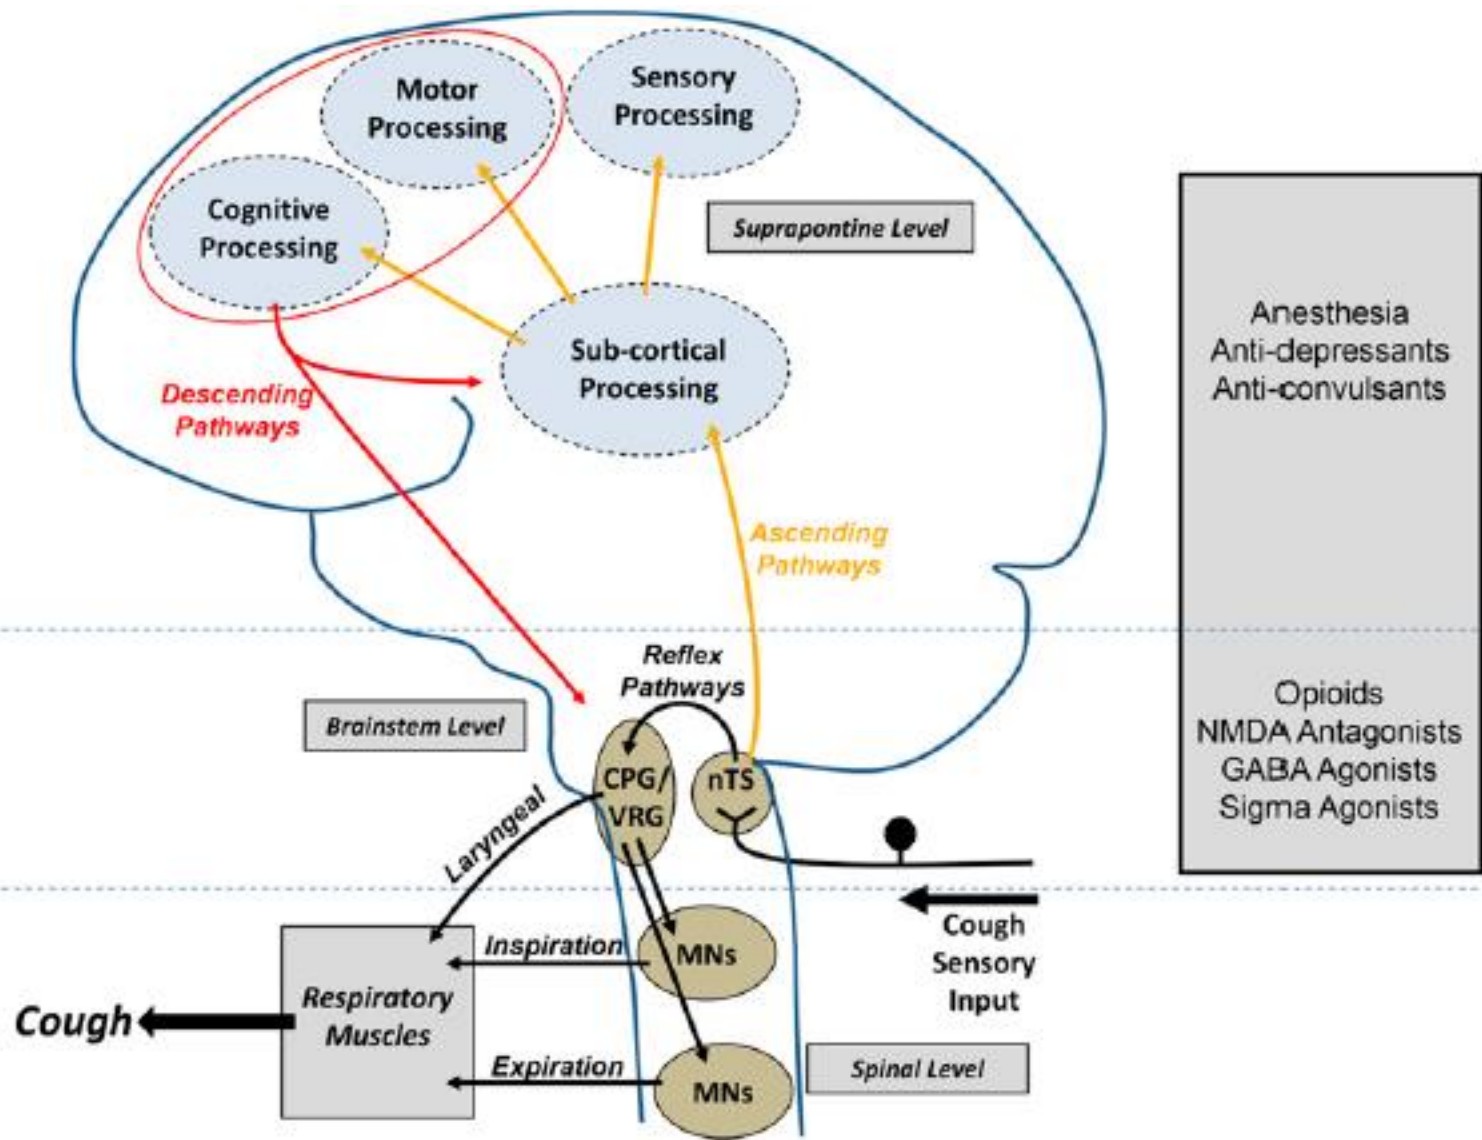 Motor
Processing
Sensory
Processing
Cognitive
Processing
Suprapontine Level
Sub-cortical
Processing
Descending
Pathways
Ascending
Pathways
Anesthesia
Anti-depressants
Anti-convulsants
Reflex
Pathways
Brainstem Level
CPG/
VRG
nTS
Opioids
NMDA Antagonists
GABA Agonists
Sigma Agonists
Laryngeal
Cough
Sensory
Input
Inspiration
MNs
Respiratory
Muscles
Cough
Expiration
MNs
Spinal Level